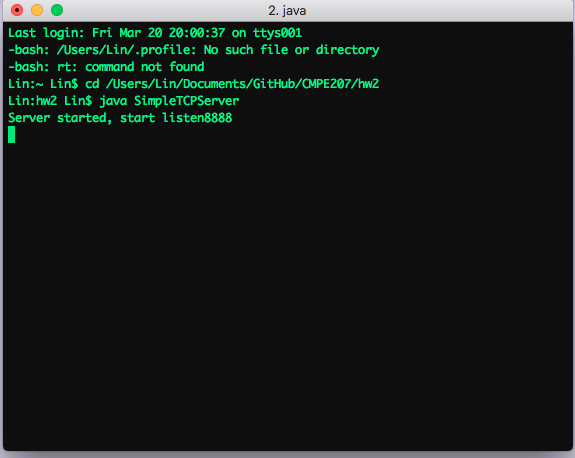 2. java
Last login: Fri Mar 20 20:00:37 on ttys001
-bash: /Users/Lin/.profile: No such file or directory
-bash: rt: command not found
Lin:~ Lin$ cd /Users/Lin/Documents/GitHub/CMPE207/hw2
Lin:hw2 Lin$ java SimpleTCPServer
Server started, start listen8888